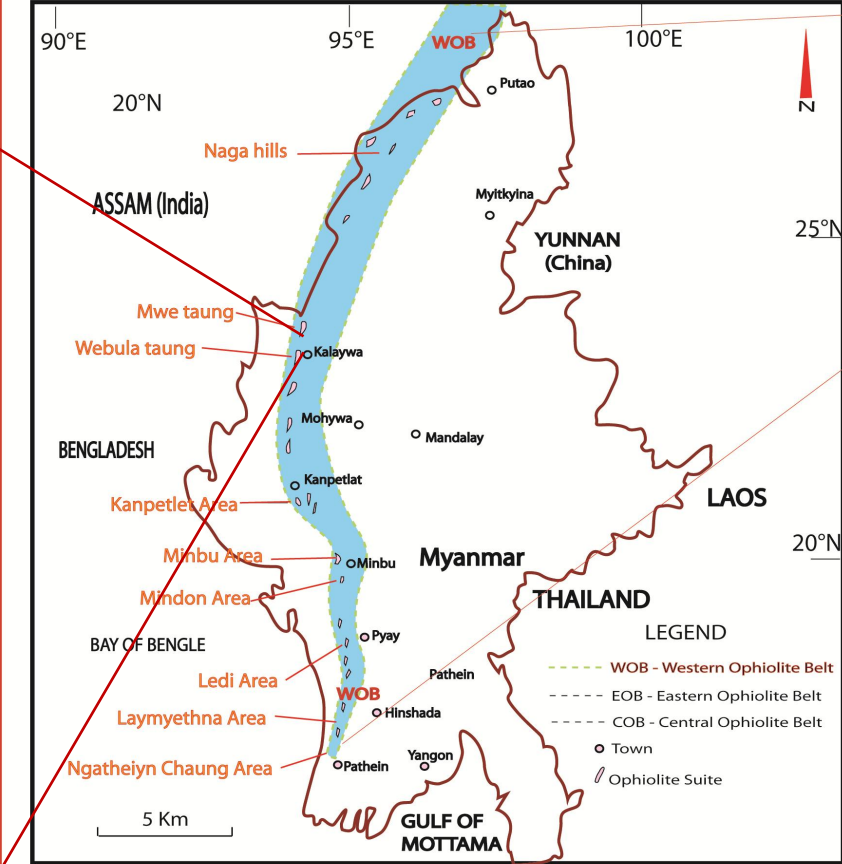 90°E
95°E
100°E
WOB
Putao
20°N
N
Naga hills
ASSAM (India)
Myitkyina
YUNNAN
(China)
25°N
Mwe taung
Webula taung
Kalaywa
Mohywa
Mandalay
BENGLADESH
Kanpetlat
Kanpetlet Area
LAOS
20°N
Minbu Area
Minbu
Myanmar
Mindon Area
THAILAND
BAY OF BENGLE
Pyay
LEGEND
Ledi Area
Pathein
WOB - Western Ophiolite Belt
WOB
EOB - Eastern Ophiolite Belt
Laymyethna Area
Hinshada
COB - Central Ophiolite Belt
Town
Ngatheiyn Chaung Area
Pathein
Yangon
Ophiolite Suite
5 Km
GULF OF
MOTTAMA